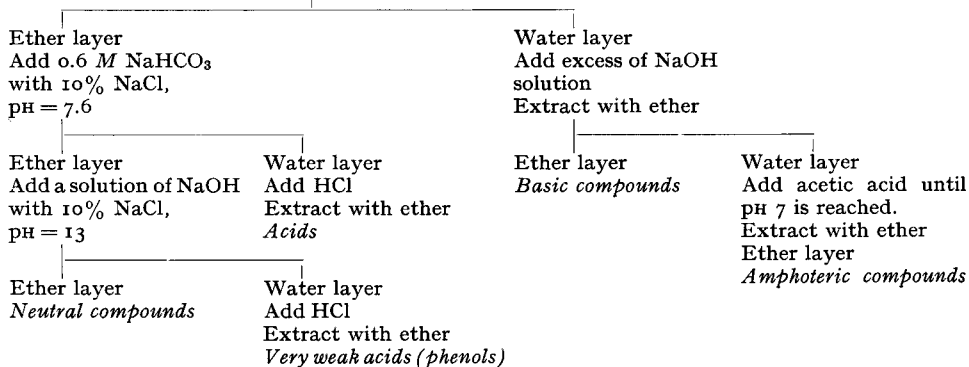 Ether layer
Add 0.6 M NaHCO₃
with 10% NaCl,
pH = 7.6
Water layer
Add excess of NaOH
solution
Extract with ether
Ether layer
Add a solution of NaOH
with 10% NaCl,
pH = 13
Water layer
Add HCl
Extract with ether
Acids
Ether layer
Basic compounds
Water layer
Add acetic acid until
pH 7 is reached.
Extract with ether
Ether layer
Amphoteric compounds
Ether layer
Neutral compounds
Water layer
Add HCl
Extract with ether
Very weak acids (phenols)